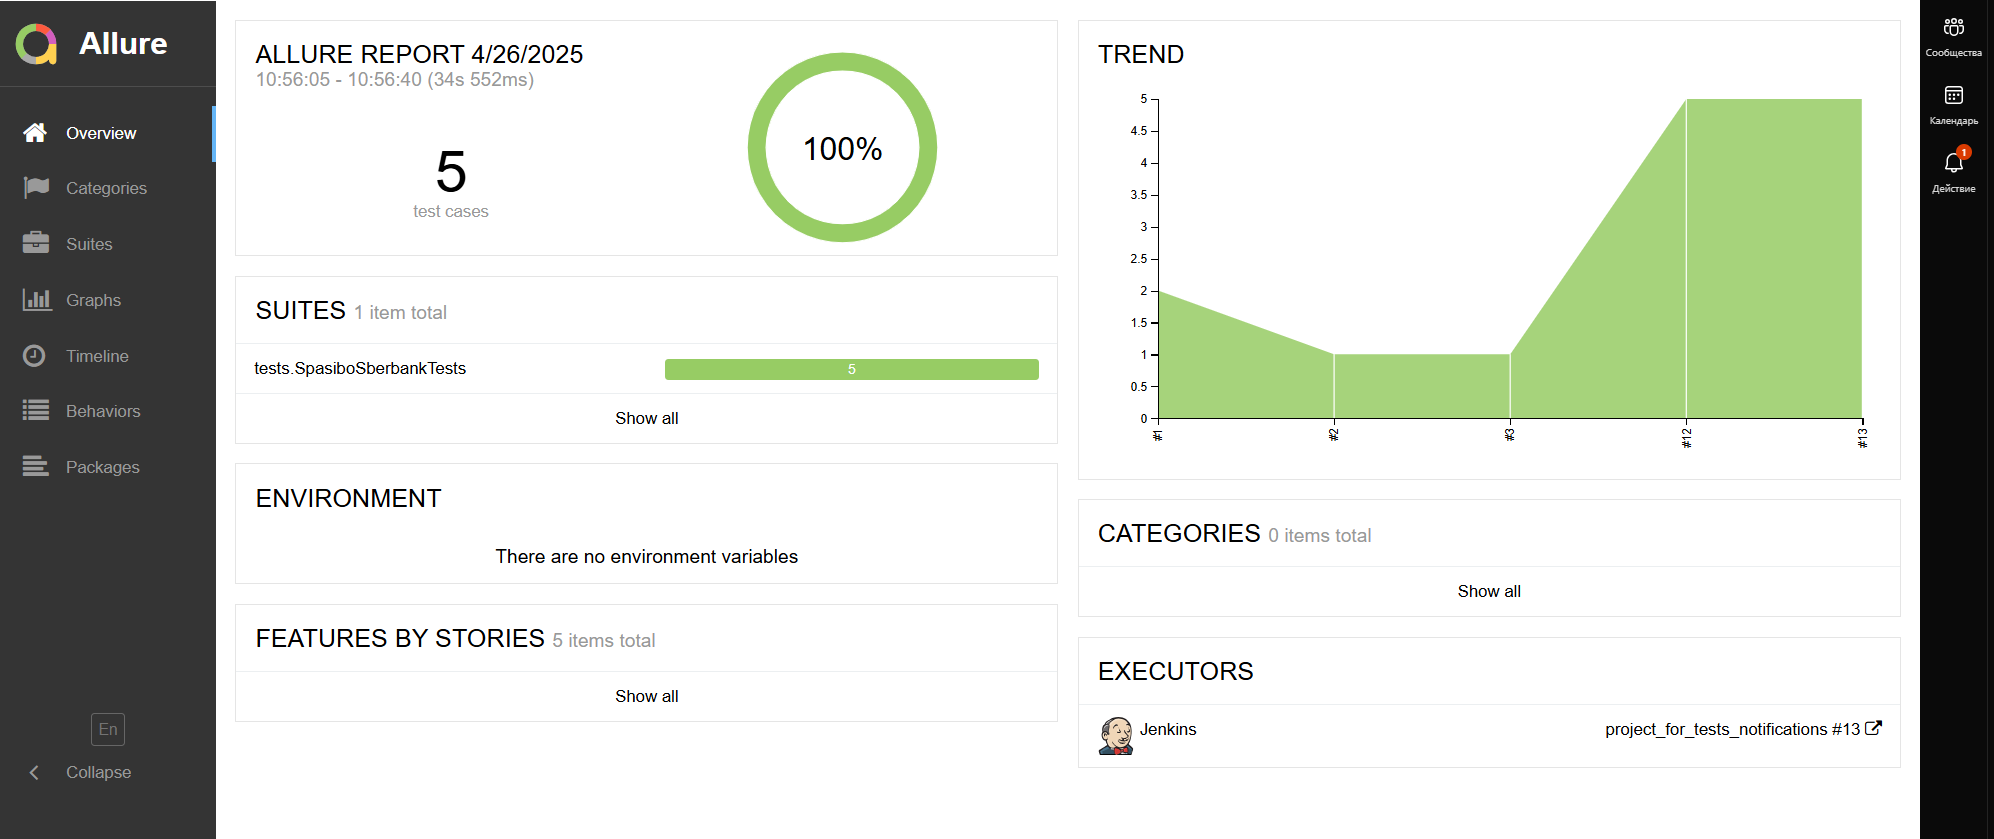 Allure
Overview
Categories
Suites
Graphs
Timeline
Behaviors
Packages
En
Collapse
ALLURE REPORT 4/26/2025
10:56:05 - 10:56:40 (34s 552ms)
5
test cases
100%
SUITES 1 item total
tests.SpasiboSberbankTests 5
Show all
ENVIRONMENT
There are no environment variables
FEATURES BY STORIES 5 items total
Show all
TREND
5
4.5
4
3.5
3
2.5
2
1.5
1
0.5
0
#1 #2 #3 #12 #13
CATEGORIES 0 items total
Show all
EXECUTORS
Jenkins project_for_tests_notifications #13
Сообщества
Календарь
1
Действие